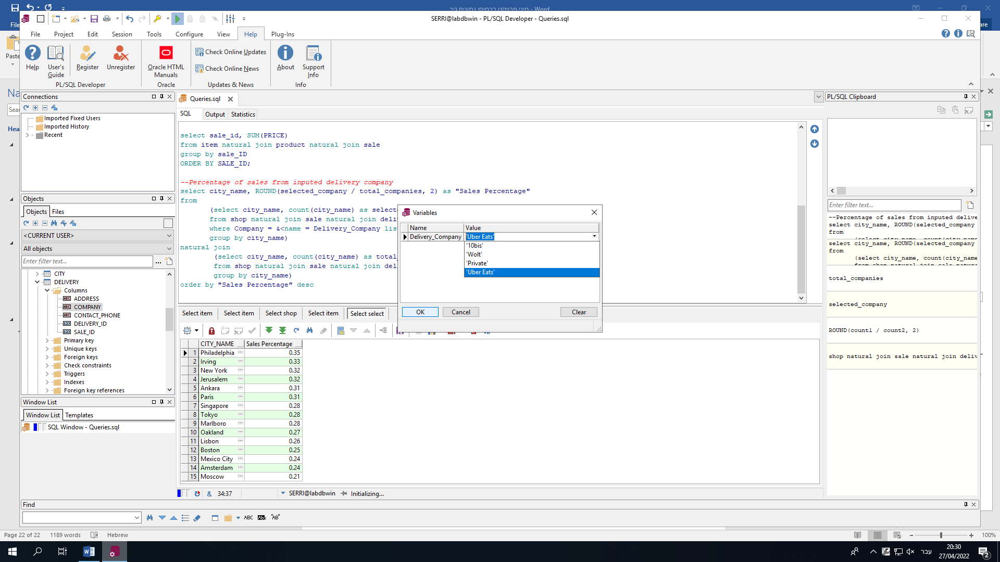 מיני פרויקט בבסיסי נתונים גיב - Word
SERRI@labdbwin - PL/SQL Developer - Queries.sql
File
Project
Edit
Session
Tools
Configure
View
Help
Plug-Ins
Paste
Help
User's Guide
Register
Unregister
PL/SQL Developer
Oracle HTML Manuals
Oracle
Check Online Updates
Check Online News
Updates & News
About
Support Info
Info
Connections
Imported Fixed Users
Imported History
Recent
Objects
Objects
Files
<CURRENT USER>
All objects
Enter filter text...
CITY
DELIVERY
Columns
ADDRESS
COMPANY
CONTACT_PHONE
DELIVERY_ID
SALE_ID
Primary key
Unique keys
Foreign keys
Check constraints
Triggers
Indexes
Foreign key references
Window List
Window List
Templates
SQL Window - Queries.sql
Queries.sql
SQL
Output
Statistics
select sale_id, SUM(PRICE)
from item natural join product natural join sale
group by sale_ID
ORDER BY SALE_ID;
--Percentage of sales from inputed delivery company
select city_name, ROUND(selected_company / total_companies, 2) as "Sales Percentage"
from
(select city_name, count(city_name) as select
from shop natural join sale natural join deli
where Company = &<name = Delivery_Company lis
group by city_name)
natural join
(select city_name, count(city_name) as total_
from shop natural join sale natural join del
group by city_name)
order by "Sales Percentage" desc
Variables
Name Value
Delivery_Company 'Uber Eats'
'10bis'
'Wolt'
'Private'
'Uber Eats'
OK
Cancel
Clear
Select item
Select item
Select shop
Select item
Select select
CITY_NAME Sales Percentage
1 Philadelphia ... 0.35
2 Irving ... 0.33
3 New York ... 0.32
4 Jerusalem ... 0.32
5 Ankara ... 0.31
6 Paris ... 0.31
7 Singapore ... 0.28
8 Tokyo ... 0.28
9 Marlboro ... 0.28
10 Oakland ... 0.27
11 Lisbon ... 0.26
12 Boston ... 0.25
13 Mexico City ... 0.24
14 Amsterdam ... 0.24
15 Moscow ... 0.21
& 34:37 SERRI@labdbwin Initializing...
PL/SQL Clipboard
Enter filter text...
--Percentage of sales from inputed delive
select city_name, ROUND(selected_company
from
select city_name, ROUND(selected_company
from
(select city_name, count(city_name
total_companies
selected_company
ROUND(count1 / count2, 2)
shop natural join sale natural join deliv
Find
ABC
AB
"AB"
Page 22 of 22
1189 words
Hebrew
100%
עבר
20:30
27/04/2022
2